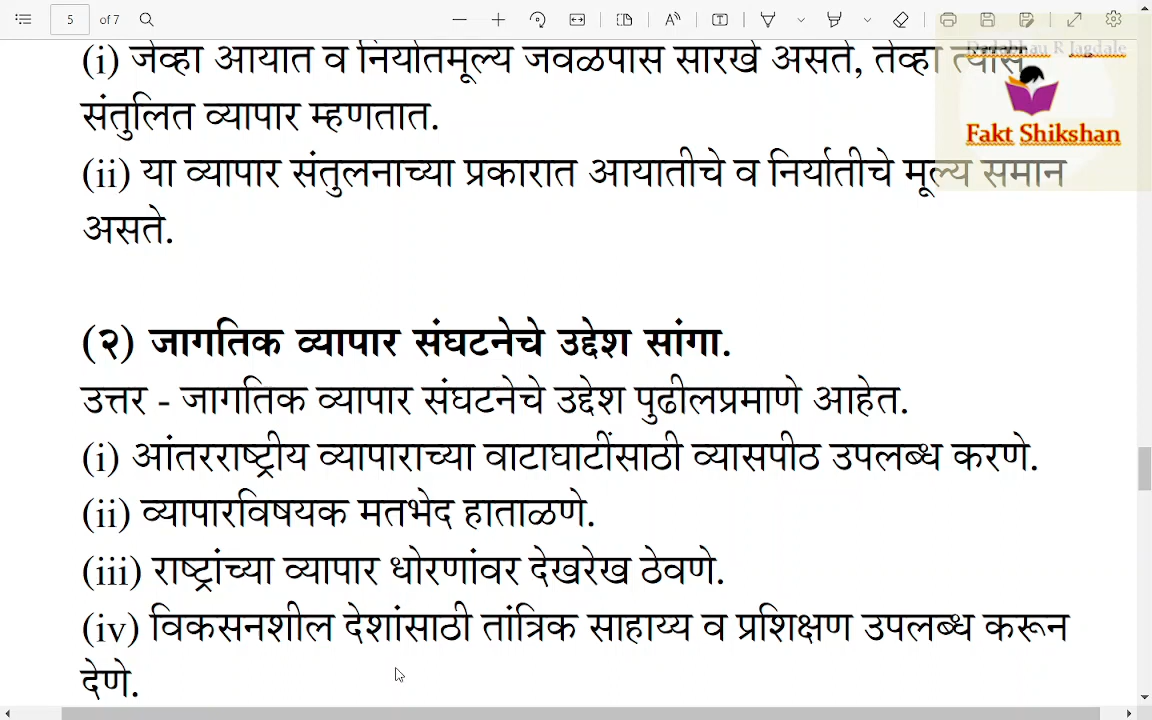 5 of 7
Dadabhau R Jagdale
(i) जेव्हा आयात व निर्यातमूल्य जवळपास सारखे असते, तेव्हा त्यास
संतुलित व्यापार म्हणतात.
Fakt Shikshan
(ii) या व्यापार संतुलनाच्या प्रकारात आयातीचे व निर्यातीचे मूल्य समान
असते.
(२) जागतिक व्यापार संघटनेचे उद्देश सांगा.
उत्तर - जागतिक व्यापार संघटनेचे उद्देश पुढीलप्रमाणे आहेत.
(i) आंतरराष्ट्रीय व्यापाराच्या वाटाघाटींसाठी व्यासपीठ उपलब्ध करणे.
(ii) व्यापारविषयक मतभेद हाताळणे.
(iii) राष्ट्रांच्या व्यापार धोरणांवर देखरेख ठेवणे.
(iv) विकसनशील देशांसाठी तांत्रिक साहाय्य व प्रशिक्षण उपलब्ध करून
देणे.